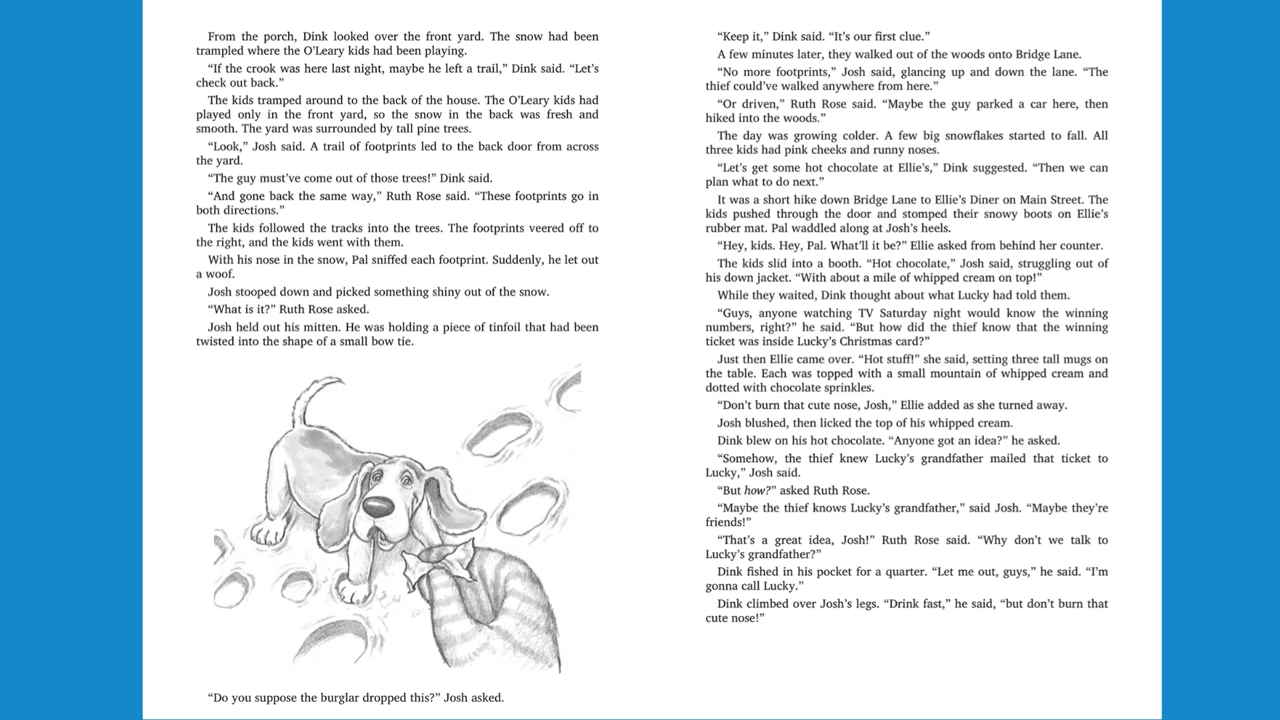 From the porch, Dink looked over the front yard. The snow had been
trampled where the O’Leary kids had been playing.
“If the crook was here last night, maybe he left a trail,” Dink said. “Let’s
check out back.”
The kids tramped around to the back of the house. The O’Leary kids had
played only in the front yard, so the snow in the back was fresh and
smooth. The yard was surrounded by tall pine trees.
“Look,” Josh said. A trail of footprints led to the back door from across
the yard.
“The guy must’ve come out of those trees!” Dink said.
“And gone back the same way,” Ruth Rose said. “These footprints go in
both directions.”
The kids followed the tracks into the trees. The footprints veered off to
the right, and the kids went with them.
With his nose in the snow, Pal sniffed each footprint. Suddenly, he let out
a woof.
Josh stooped down and picked something shiny out of the snow.
“What is it?” Ruth Rose asked.
Josh held out his mitten. He was holding a piece of tinfoil that had been
twisted into the shape of a small bow tie.
“Do you suppose the burglar dropped this?” Josh asked.
“Keep it,” Dink said. “It’s our first clue.”
A few minutes later, they walked out of the woods onto Bridge Lane.
“No more footprints,” Josh said, glancing up and down the lane. “The
thief could’ve walked anywhere from here.”
“Or driven,” Ruth Rose said. “Maybe the guy parked a car here, then
hiked into the woods.”
The day was growing colder. A few big snowflakes started to fall. All
three kids had pink cheeks and runny noses.
“Let’s get some hot chocolate at Ellie’s,” Dink suggested. “Then we can
plan what to do next.”
It was a short hike down Bridge Lane to Ellie’s Diner on Main Street. The
kids pushed through the door and stomped their snowy boots on Ellie’s
rubber mat. Pal waddled along at Josh’s heels.
“Hey, kids. Hey, Pal. What’ll it be?” Ellie asked from behind her counter.
The kids slid into a booth. “Hot chocolate,” Josh said, struggling out of
his down jacket. “With about a mile of whipped cream on top!”
While they waited, Dink thought about what Lucky had told them.
“Guys, anyone watching TV Saturday night would know the winning
numbers, right?” he said. “But how did the thief know that the winning
ticket was inside Lucky’s Christmas card?”
Just then Ellie came over. “Hot stuff!” she said, setting three tall mugs on
the table. Each was topped with a small mountain of whipped cream and
dotted with chocolate sprinkles.
“Don’t burn that cute nose, Josh,” Ellie added as she turned away.
Josh blushed, then licked the top of his whipped cream.
Dink blew on his hot chocolate. “Anyone got an idea?” he asked.
“Somehow, the thief knew Lucky’s grandfather mailed that ticket to
Lucky,” Josh said.
“But how?” asked Ruth Rose.
“Maybe the thief knows Lucky’s grandfather,” said Josh. “Maybe they’re
friends!”
“That’s a great idea, Josh!” Ruth Rose said. “Why don’t we talk to
Lucky’s grandfather?”
Dink fished in his pocket for a quarter. “Let me out, guys,” he said. “I’m
gonna call Lucky.”
Dink climbed over Josh’s legs. “Drink fast,” he said, “but don’t burn that
cute nose!”